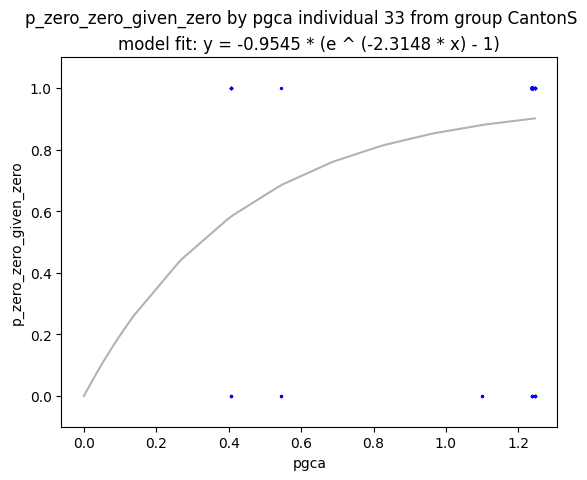 p_zero_zero_given_zero by pgca individual 33 from group CantonS
model fit: y = -0.9545 * (e ^ (-2.3148 * x) - 1)
1.0
0.8
0.6
0.4
0.2
0.0
p_zero_zero_given_zero
0.0 0.2 0.4 0.6 0.8 1.0 1.2
pgca